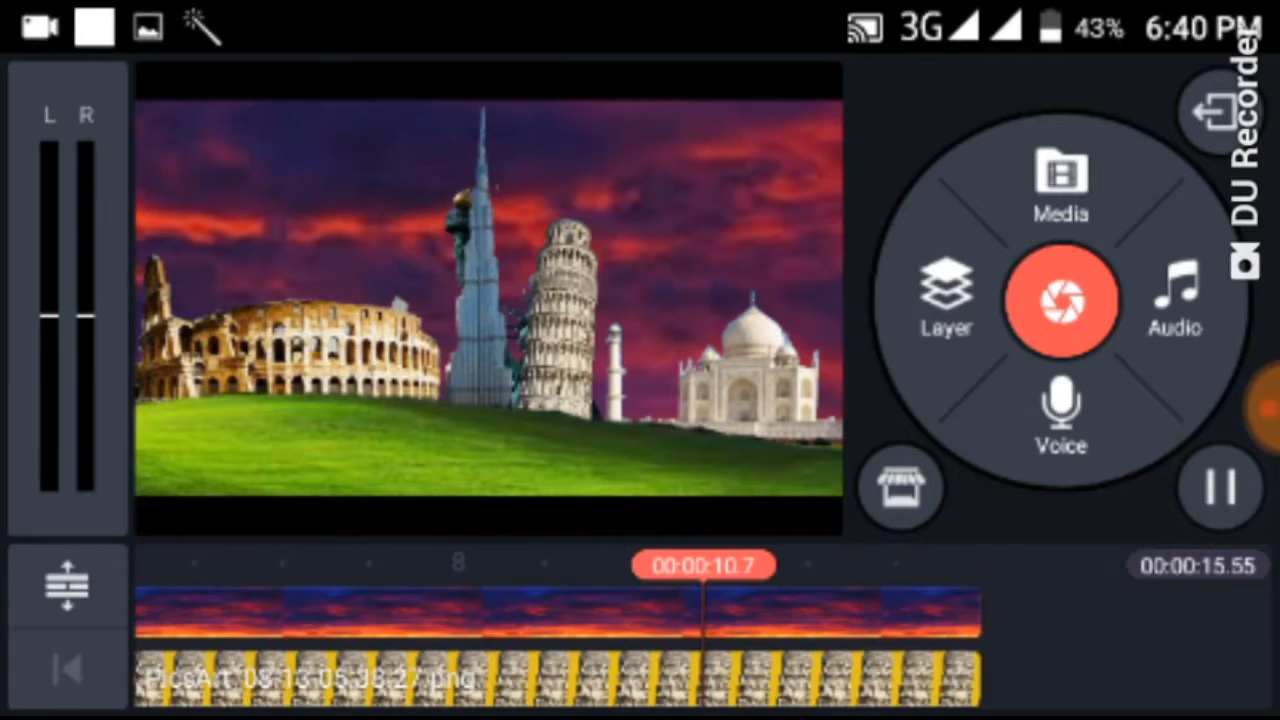 3G 43% 6:40 PM
DU Recorder
L R
Media
Layer
Audio
Voice
8
00:00:10.7
00:00:15.55
PicsArt_08-13-05.38.27.png